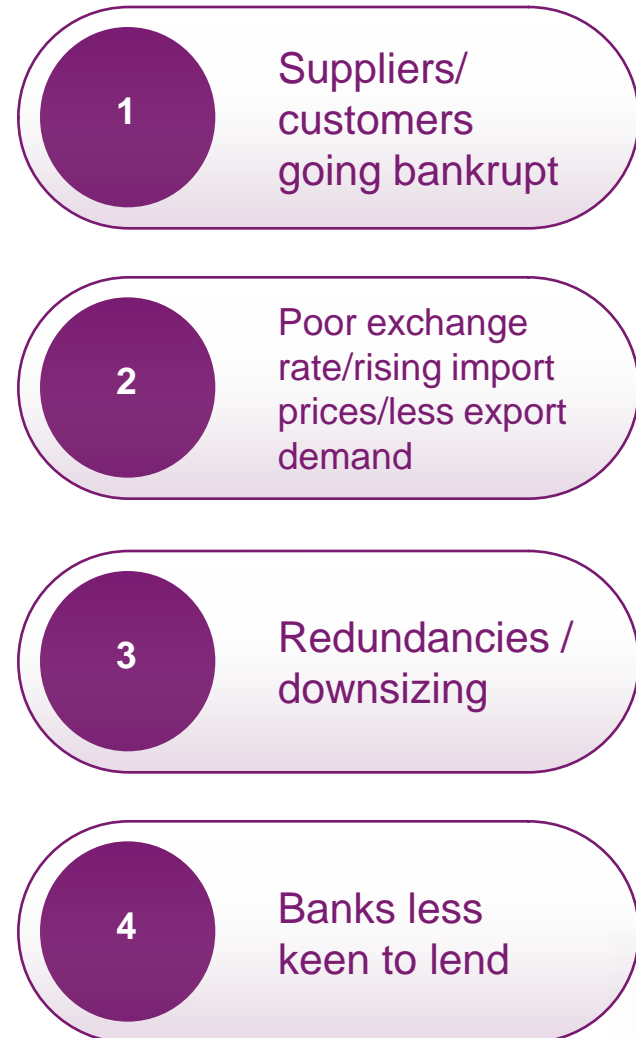 1
Suppliers/
customers
going bankrupt
2
Poor exchange
rate/rising import
prices/less export
demand
3
Redundancies /
downsizing
4
Banks less
keen to lend